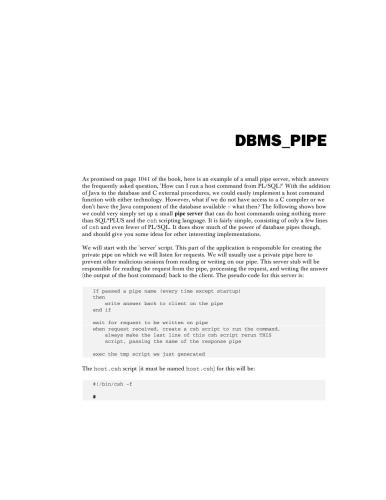 DBMS_PIPE
As promised on page 1041 of the book, here is an example of a small pipe server, which answers
the frequently asked question, 'How can I run a host command from PL/SQL?' With the addition
of Java to the database and C external procedures, we could easily implement a host command
function with either technology. However, what if we do not have access to a C compiler or we
don't have the Java component of the database available – what then? The following shows how
we could very simply set up a small pipe server that can do host commands using nothing more
than SQL*PLUS and the csh scripting language. It is fairly simple, consisting of only a few lines
of csh and even fewer of PL/SQL. It does show much of the power of database pipes though,
and should give you some ideas for other interesting implementations.
We will start with the 'server' script. This part of the application is responsible for creating the
private pipe on which we will listen for requests. We will usually use a private pipe here to
prevent other malicious sessions from reading or writing on our pipe. This server stub will be
responsible for reading the request from the pipe, processing the request, and writing the answer
(the output of the host command) back to the client. The pseudo-code for this server is:
If passed a pipe name (every time except startup)
then
write answer back to client on the pipe
end if
wait for request to be written on pipe
when request received, create a csh script to run the command,
always make the last line of this csh script rerun THIS
script, passing the name of the response pipe
exec the tmp script we just generated
The host.csh script (it must be named host.csh) for this will be:
#!/bin/csh -f
#